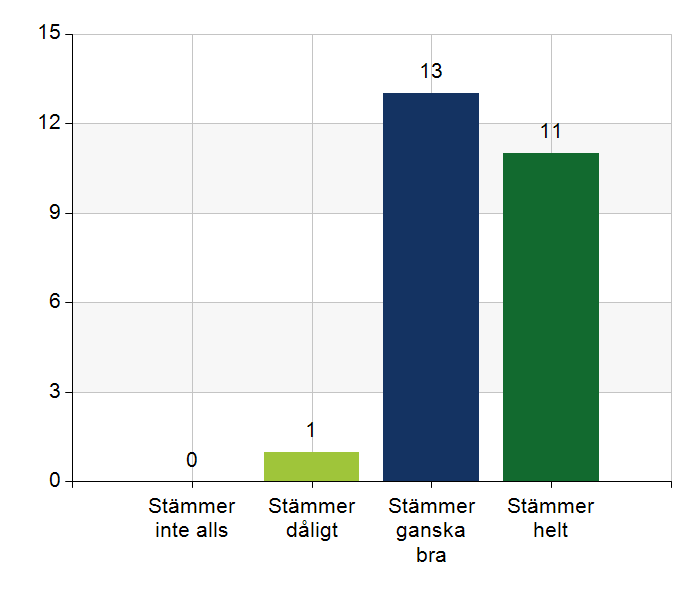 15
13
12
11
9
6
3
1
0
0
Stämmer inte alls
Stämmer dåligt
Stämmer ganska bra
Stämmer helt